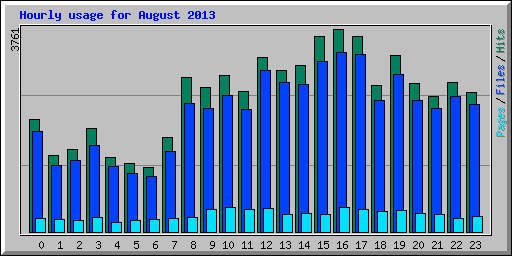 Hourly usage for August 2013
3761
Pages/Files/Hits
0 1 2 3 4 5 6 7 8 9 10 11 12 13 14 15 16 17 18 19 20 21 22 23